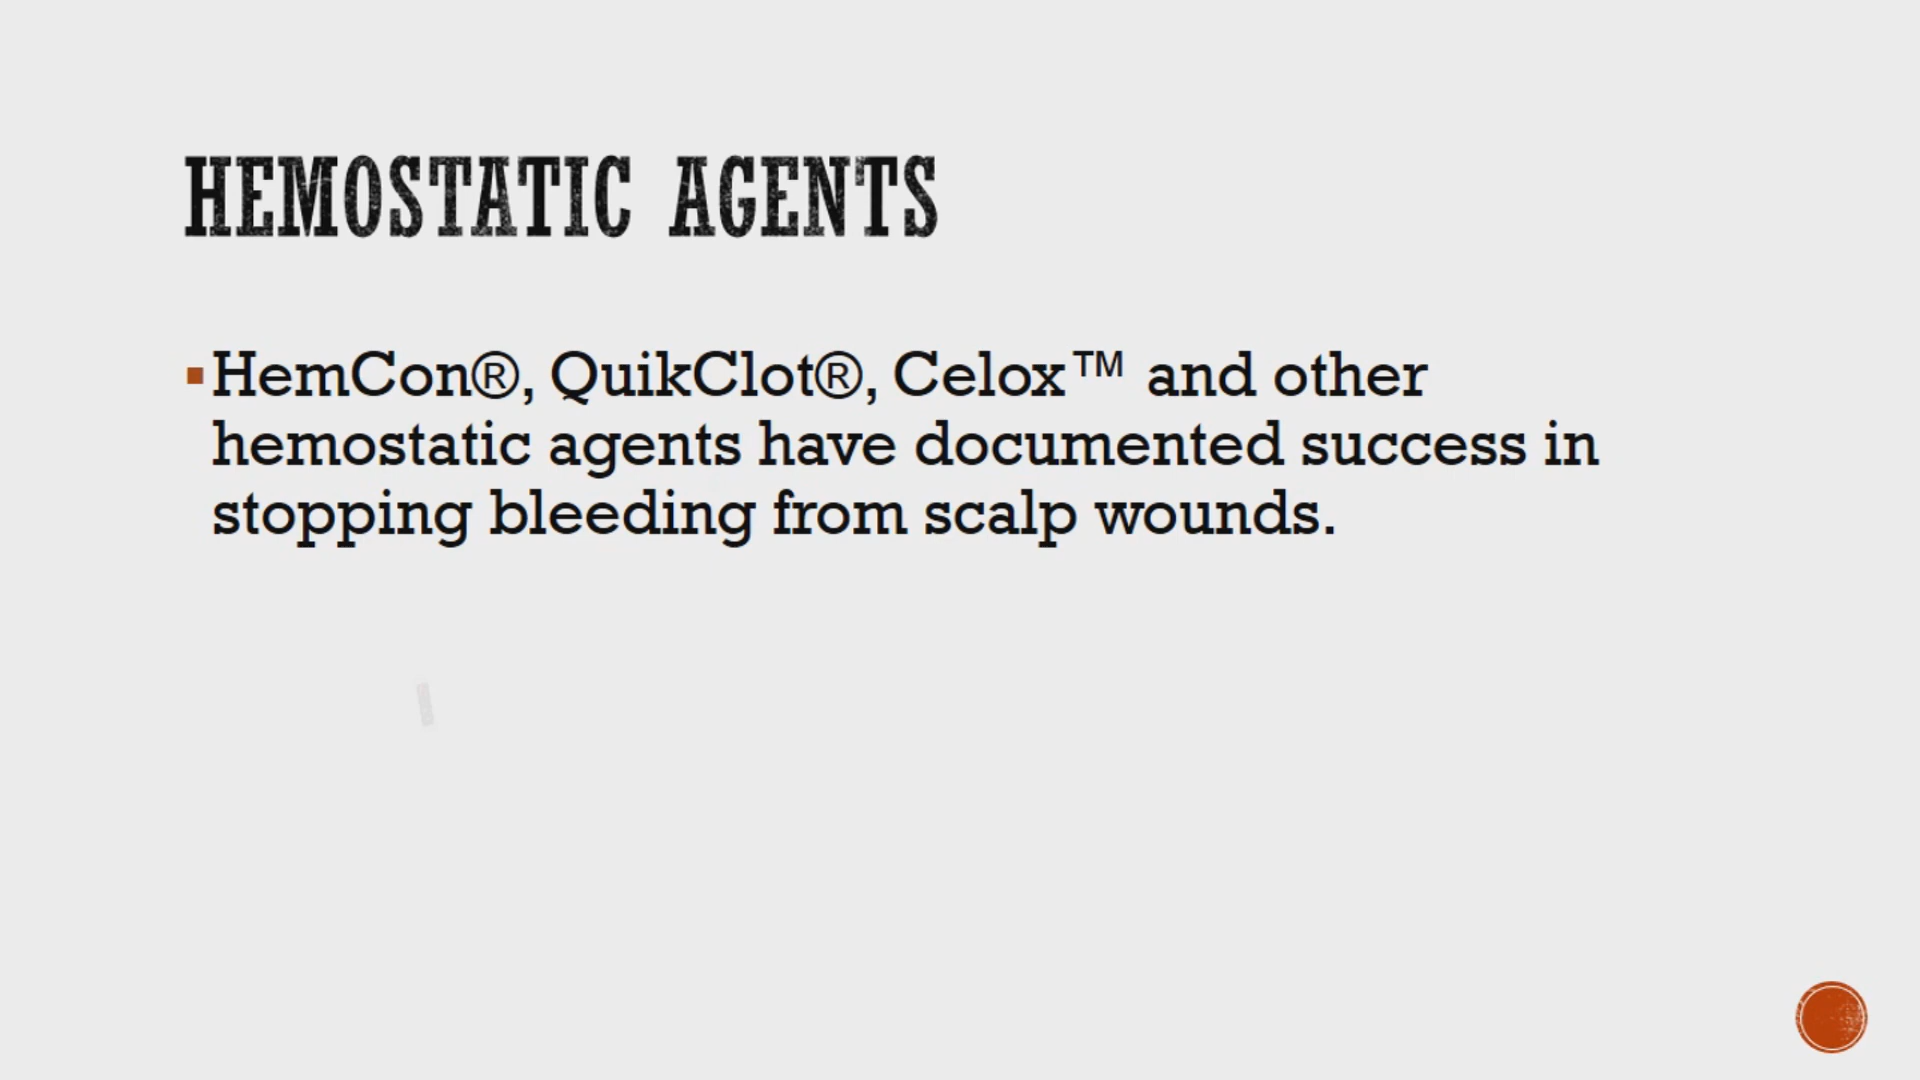 HEMOSTATIC AGENTS
HemCon®, QuikClot®, Celox™ and other
hemostatic agents have documented success in
stopping bleeding from scalp wounds.